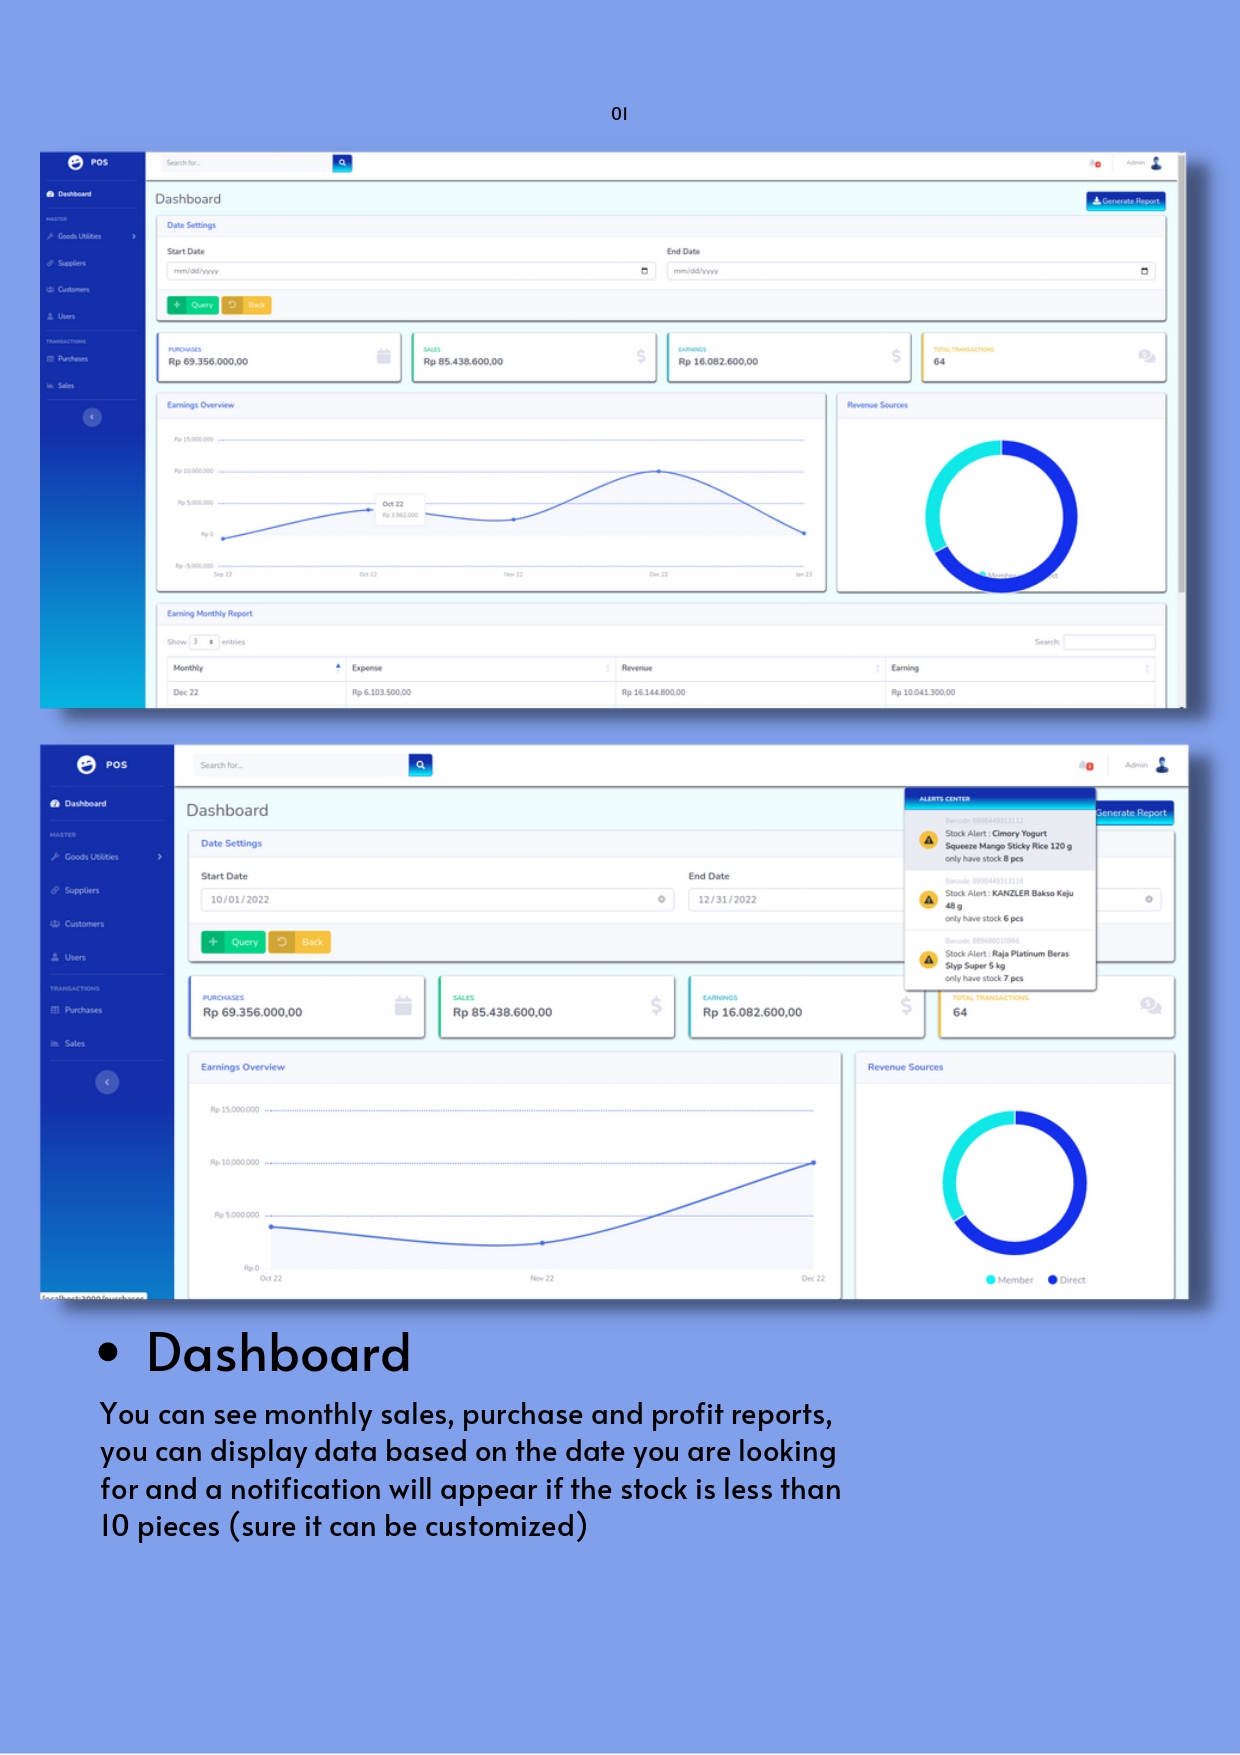 01
POS
Search for...
Admin
Dashboard
Dashboard
Generate Report
MASTER
Goods Utilities
Suppliers
Customers
Users
TRANSACTIONS
Purchases
Sales
Date Settings
Start Date
End Date
mm/dd/yyyy
mm/dd/yyyy
Query
Back
PURCHASES
Rp 69.356.000,00
SALES
Rp 85.438.600,00
EARNINGS
Rp 16.082.600,00
TOTAL TRANSACTIONS
64
Earnings Overview
Rp 15,000,000
Rp 10,000,000
Rp 5,000,000
Rp 0
Rp -5,000,000
Oct 22
Rp 3,962,000
Sep 22
Oct 22
Nov 22
Dec 22
Jan 23
Revenue Sources
Member
Earning Monthly Report
Show 3 entries
Search:
Monthly
Expense
Revenue
Earning
Dec 22
Rp 6.103.500,00
Rp 16.144.800,00
Rp 10.041.300,00
POS
Search for...
Admin
Dashboard
Dashboard
Generate Report
MASTER
Goods Utilities
Suppliers
Customers
Users
TRANSACTIONS
Purchases
Sales
Date Settings
Start Date
End Date
10/01/2022
12/31/2022
Query
Back
ALERTS CENTER
Stock Alert : Cimory Yogurt
Squeeze Mango Sticky Rice 120 g
only have stock 8 pcs
Stock Alert : KANZLER Bakso Keju
48 g
only have stock 6 pcs
Stock Alert : Raja Platinum Beras
Slyp Super 5 kg
only have stock 7 pcs
PURCHASES
Rp 69.356.000,00
SALES
Rp 85.438.600,00
EARNINGS
Rp 16.082.600,00
TOTAL TRANSACTIONS
64
Earnings Overview
Rp 15,000,000
Rp 10,000,000
Rp 5,000,000
Rp 0
Oct 22
Nov 22
Dec 22
Revenue Sources
Member
Direct
• Dashboard
You can see monthly sales, purchase and profit reports,
you can display data based on the date you are looking
for and a notification will appear if the stock is less than
10 pieces (sure it can be customized)